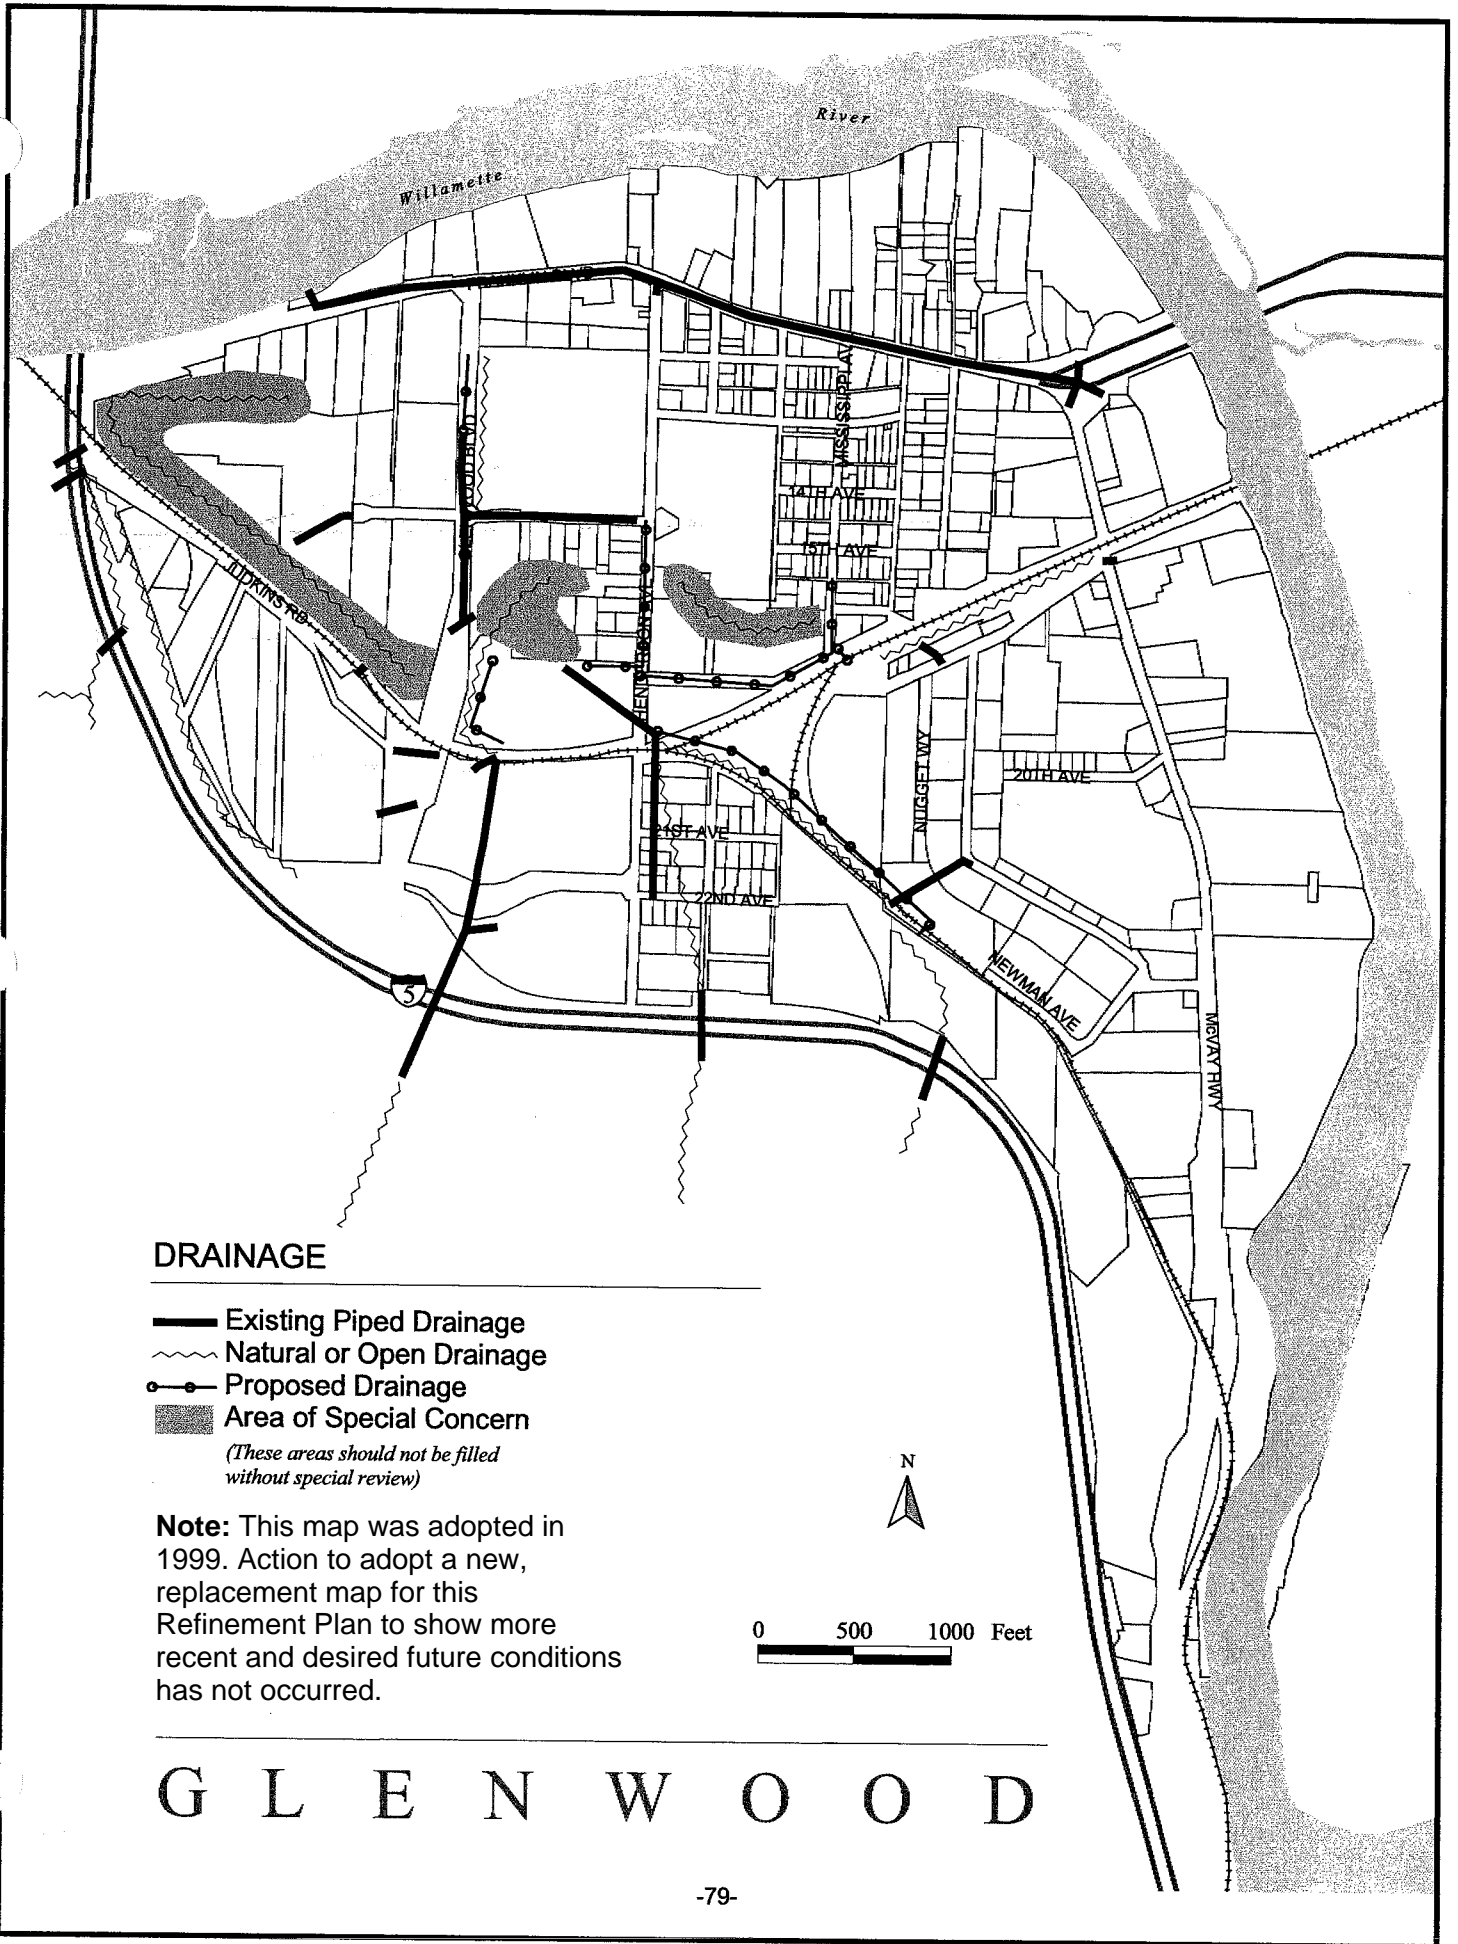 River
Willamette
MISSISSIPPI AV
14TH AVE
15TH AVE
JUDKINS RD
NUGGET WY
20TH AVE
21ST AVE
22ND AVE
NEWMAN AVE
5
McVAY HWY
DRAINAGE
Existing Piped Drainage
Natural or Open Drainage
Proposed Drainage
Area of Special Concern
(These areas should not be filled
without special review)
N
Note: This map was adopted in
1999. Action to adopt a new,
replacement map for this
Refinement Plan to show more
recent and desired future conditions
has not occurred.
0 500 1000 Feet
GLENWOOD
-79-